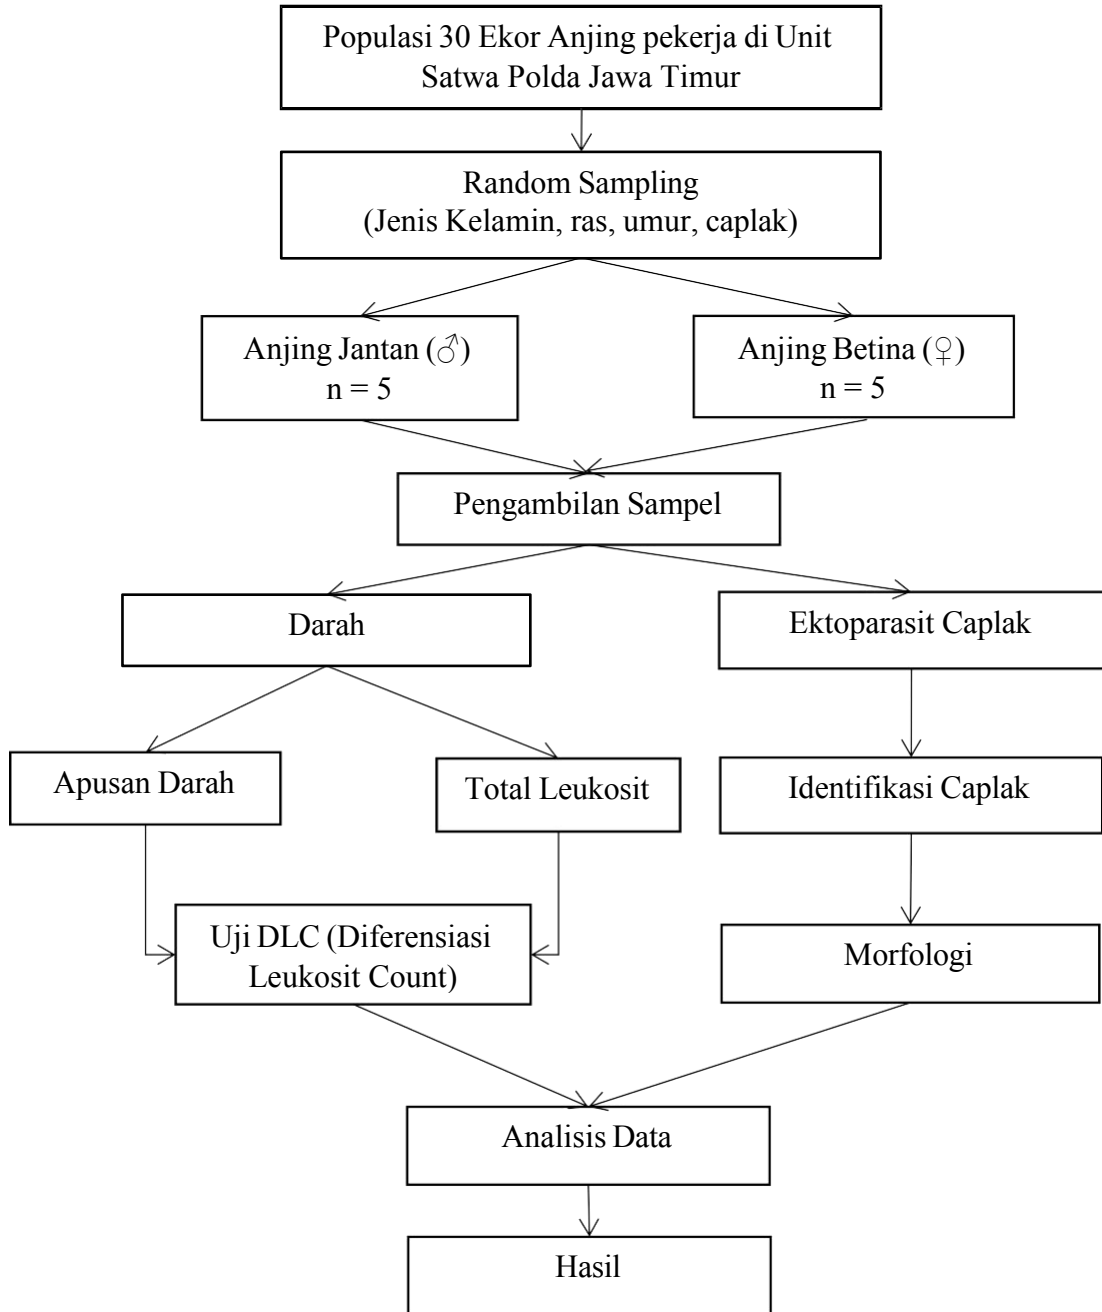 Populasi 30 Ekor Anjing pekerja di Unit
Satwa Polda Jawa Timur
Random Sampling
(Jenis Kelamin, ras, umur, caplak)
Anjing Jantan (♂)
n = 5
Anjing Betina (♀)
n = 5
Pengambilan Sampel
Darah
Ektoparasit Caplak
Apusan Darah
Total Leukosit
Identifikasi Caplak
Uji DLC (Diferensiasi
Leukosit Count)
Morfologi
Analisis Data
Hasil